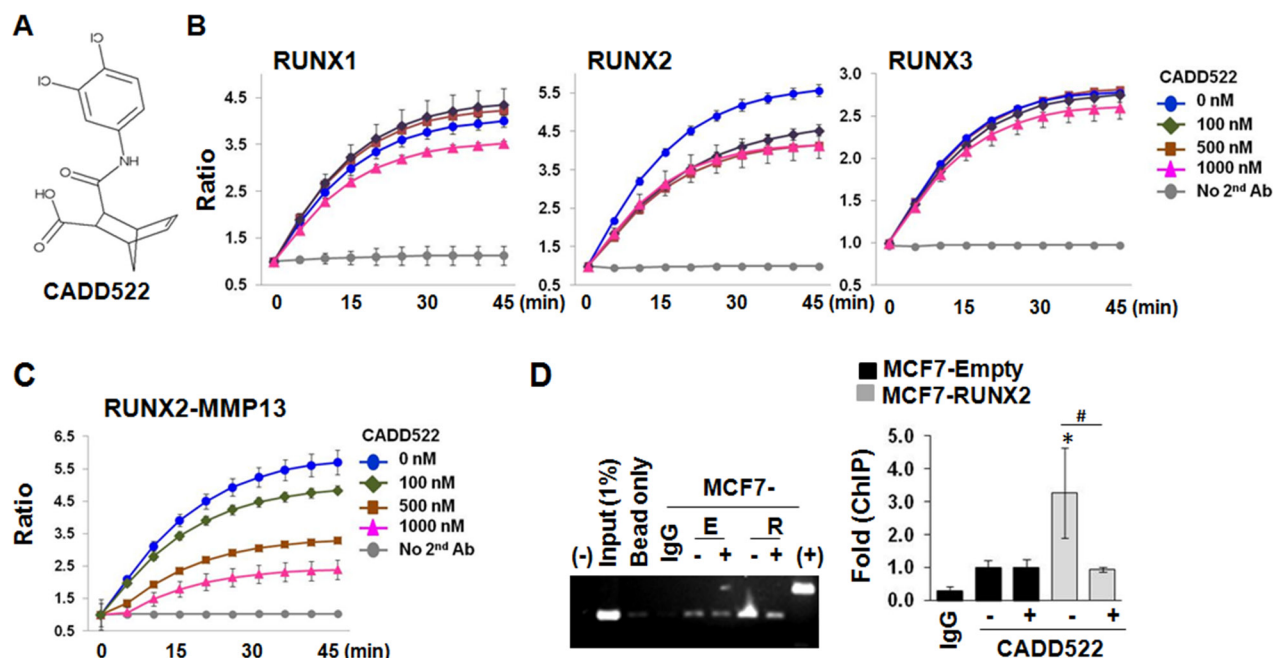 A
Cl
Cl
NH
O
HO
O
CADD522
B
RUNX1
Ratio
4.5
3.5
2.5
1.5
0.5
0 15 30 45 (min)
RUNX2
5.5
4.5
3.5
2.5
1.5
0.5
0 15 30 45 (min)
RUNX3
3.0
2.5
2.0
1.5
1.0
0.5
0 15 30 45 (min)
CADD522
0 nM
100 nM
500 nM
1000 nM
No 2nd Ab
C
RUNX2-MMP13
Ratio
6.5
5.5
4.5
3.5
2.5
1.5
0.5
0 15 30 45 (min)
CADD522
0 nM
100 nM
500 nM
1000 nM
No 2nd Ab
D
MCF7-
E R
(-) Input (1%) Bead only IgG - + - + (+)
MCF7-Empty
MCF7-RUNX2
Fold (ChIP)
5.0
4.0
3.0
2.0
1.0
0.0
#
*
IgG - + - +
CADD522